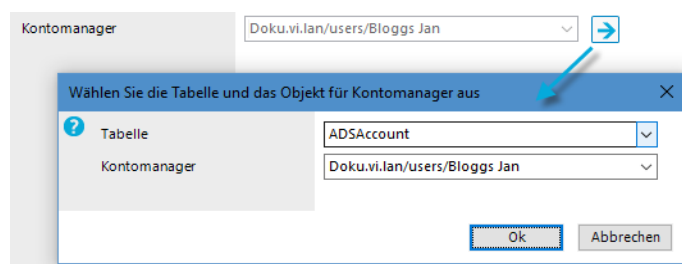 Kontomanager Doku.vi.lan/users/Bloggs Jan
Wählen Sie die Tabelle und das Objekt für Kontomanager aus
? Tabelle ADSAccount
Kontomanager Doku.vi.lan/users/Bloggs Jan
Ok Abbrechen